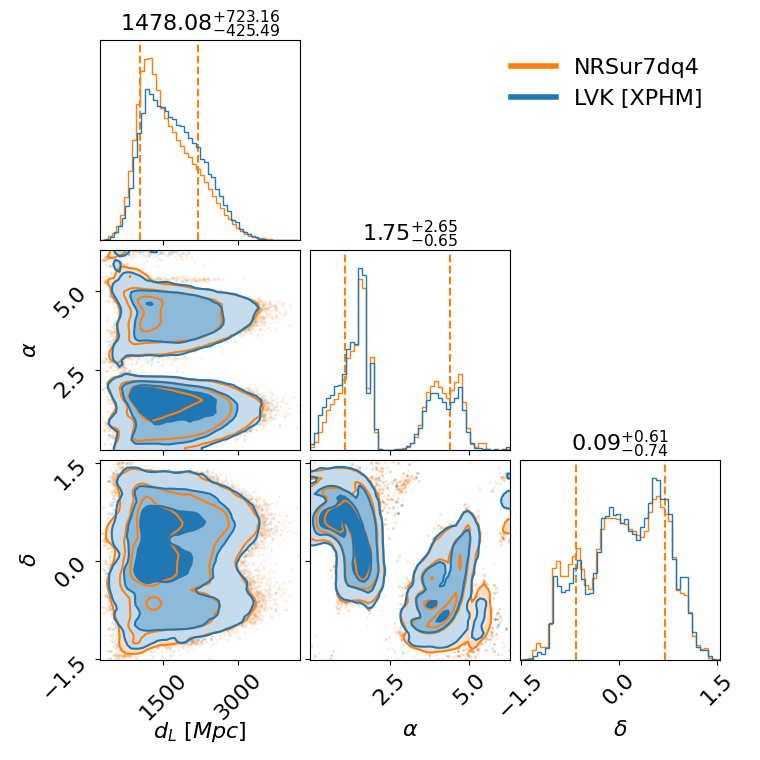 1478.08^{+723.16}_{-425.49}
NRSur7dq4
LVK [XPHM]
1.75^{+2.65}_{-0.65}
5.0
2.5
α
0.09^{+0.61}_{-0.74}
1.5
0.0
−1.5
δ
1500 3000
2.5 5.0
−1.5 0.0 1.5
d_L [Mpc]
α
δ